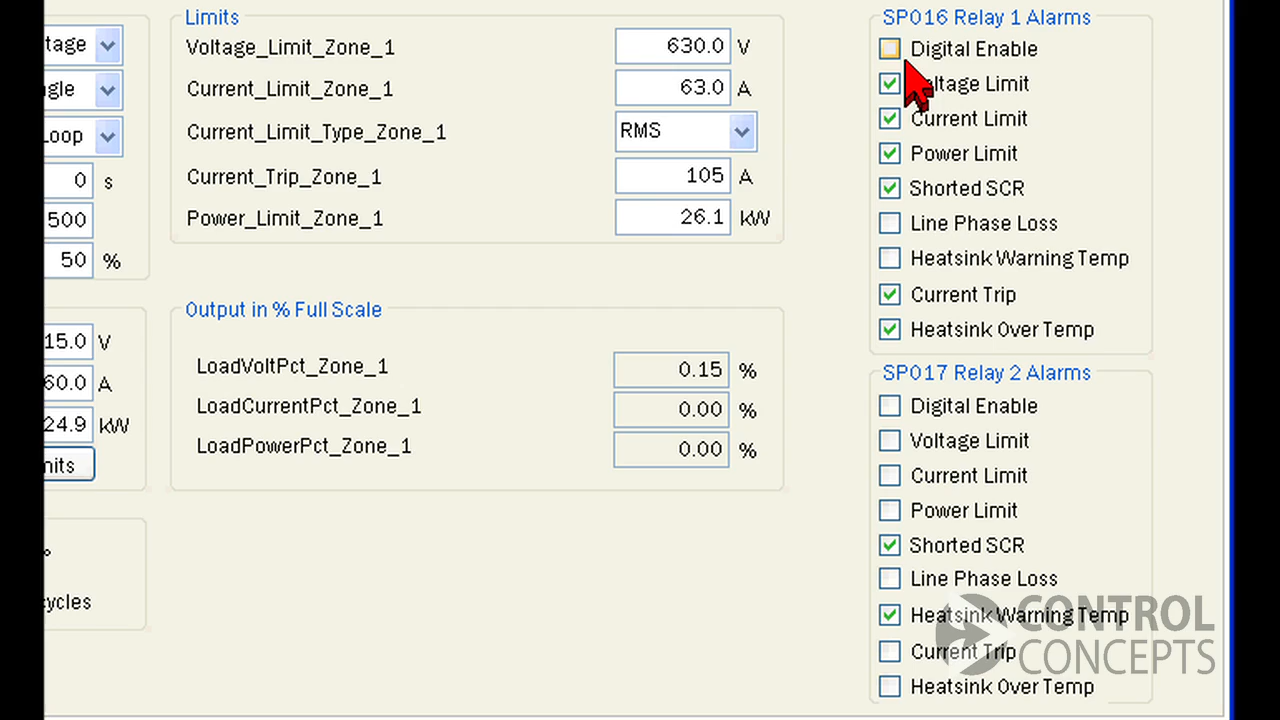 tage
gle
Loop
0 s
500
50 %
15.0 V
60.0 A
24.9 kW
nits
°
cycles
Limits
Voltage_Limit_Zone_1 630.0 V
Current_Limit_Zone_1 63.0 A
Current_Limit_Type_Zone_1 RMS
Current_Trip_Zone_1 105 A
Power_Limit_Zone_1 26.1 kW
Output in % Full Scale
LoadVoltPct_Zone_1 0.15 %
LoadCurrentPct_Zone_1 0.00 %
LoadPowerPct_Zone_1 0.00 %
SP016 Relay 1 Alarms
Digital Enable
Voltage Limit
Current Limit
Power Limit
Shorted SCR
Line Phase Loss
Heatsink Warning Temp
Current Trip
Heatsink Over Temp
SP017 Relay 2 Alarms
Digital Enable
Voltage Limit
Current Limit
Power Limit
Shorted SCR
Line Phase Loss
Heatsink Warning Temp
Current Trip
Heatsink Over Temp
CONTROL
CONCEPTS